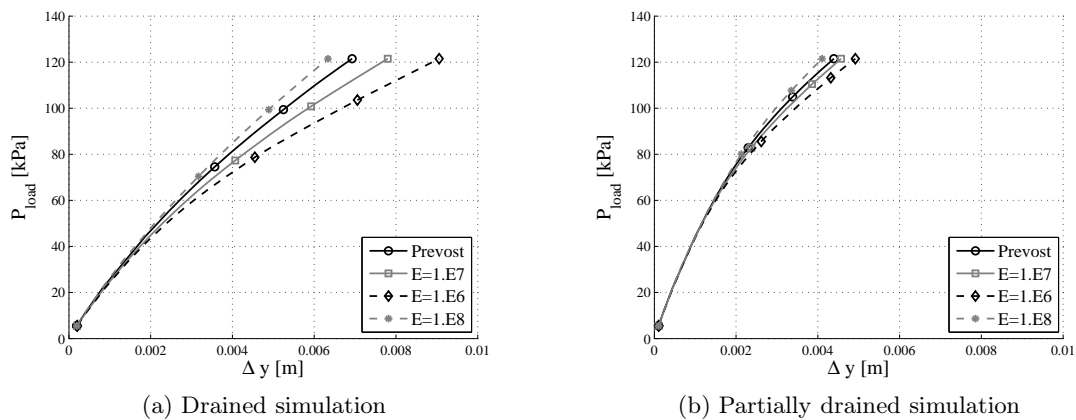 140
120
100
80
60
40
20
0
P_load [kPa]
Prevost
E=1.E7
E=1.E6
E=1.E8
0 0.002 0.004 0.006 0.008 0.01
Δ y [m]
(a) Drained simulation
140
120
100
80
60
40
20
0
P_load [kPa]
Prevost
E=1.E7
E=1.E6
E=1.E8
0 0.002 0.004 0.006 0.008 0.01
Δ y [m]
(b) Partially drained simulation